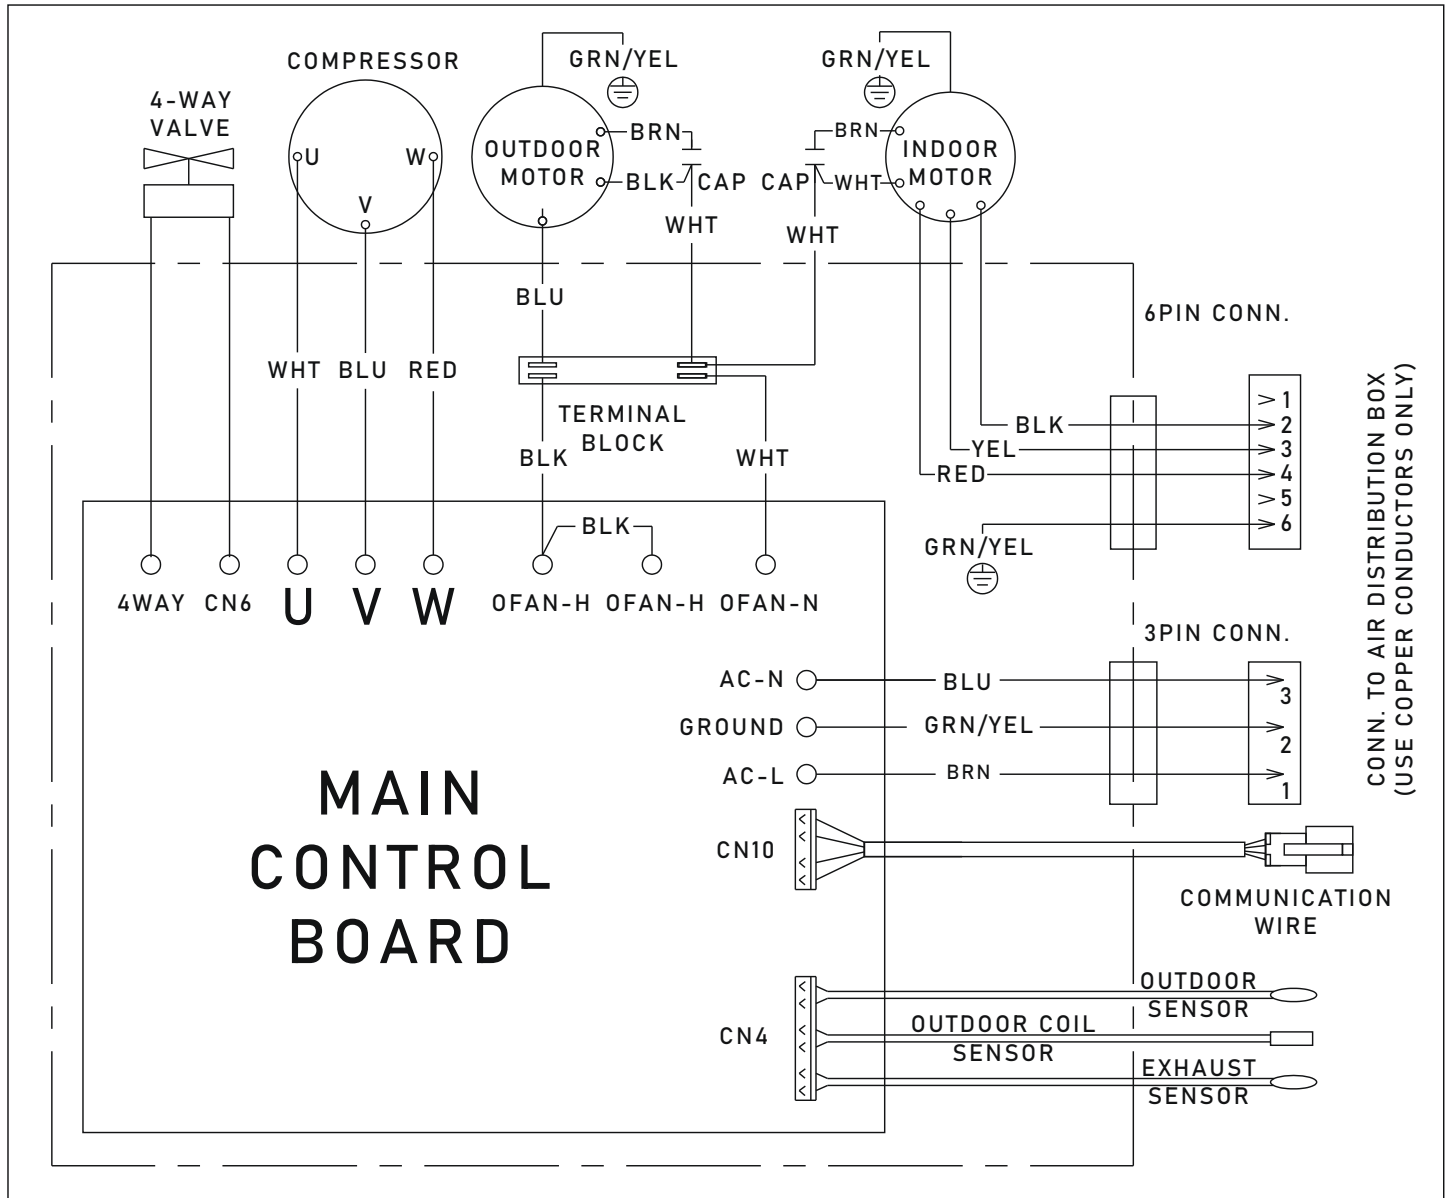 COMPRESSOR
4-WAY
VALVE
U
W
V
GRN/YEL
OUTDOOR
MOTOR
BRN
BLK
CAP
WHT
GRN/YEL
INDOOR
MOTOR
BRN
WHT
CAP
WHT
BLU
WHT
BLU
RED
TERMINAL
BLOCK
BLK
WHT
BLK
4WAY
CN6
U
V
W
OFAN-H
OFAN-H
OFAN-N
6PIN CONN.
1
2
3
4
5
6
BLK
YEL
RED
GRN/YEL
3PIN CONN.
AC-N
BLU
3
GROUND
GRN/YEL
2
AC-L
BRN
1
CONN. TO AIR DISTRIBUTION BOX
(USE COPPER CONDUCTORS ONLY)
MAIN
CONTROL
BOARD
CN10
COMMUNICATION
WIRE
CN4
OUTDOOR
SENSOR
OUTDOOR COIL
SENSOR
EXHAUST
SENSOR